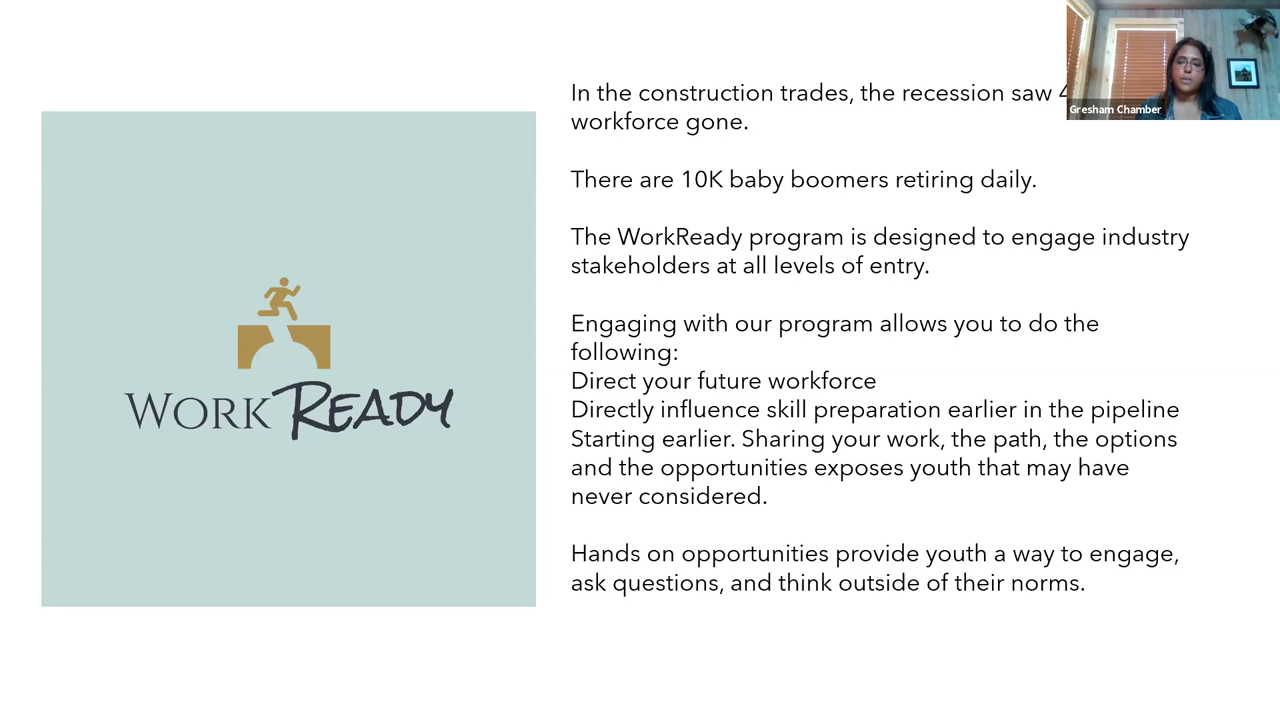 In the construction trades, the recession saw
workforce gone.
There are 10K baby boomers retiring daily.
The WorkReady program is designed to engage industry
stakeholders at all levels of entry.
Engaging with our program allows you to do the
following:
Direct your future workforce
Directly influence skill preparation earlier in the pipeline
Starting earlier. Sharing your work, the path, the options
and the opportunities exposes youth that may have
never considered.
Hands on opportunities provide youth a way to engage,
ask questions, and think outside of their norms.
WORK READY
Gresham Chamber